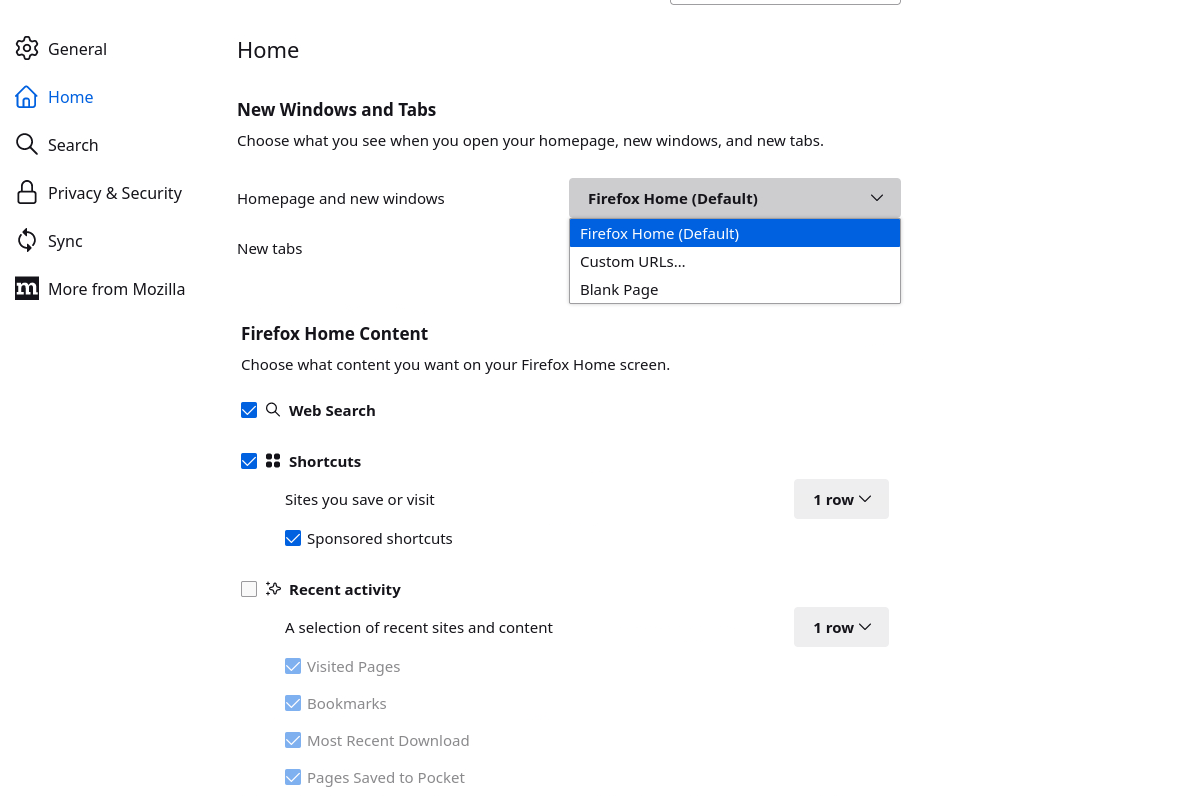 General
Home
Search
Privacy & Security
Sync
More from Mozilla
Home
New Windows and Tabs
Choose what you see when you open your homepage, new windows, and new tabs.
Homepage and new windows
Firefox Home (Default)
Firefox Home (Default)
Custom URLs...
Blank Page
New tabs
Firefox Home Content
Choose what content you want on your Firefox Home screen.
Web Search
Shortcuts
Sites you save or visit
1 row
Sponsored shortcuts
Recent activity
A selection of recent sites and content
1 row
Visited Pages
Bookmarks
Most Recent Download
Pages Saved to Pocket